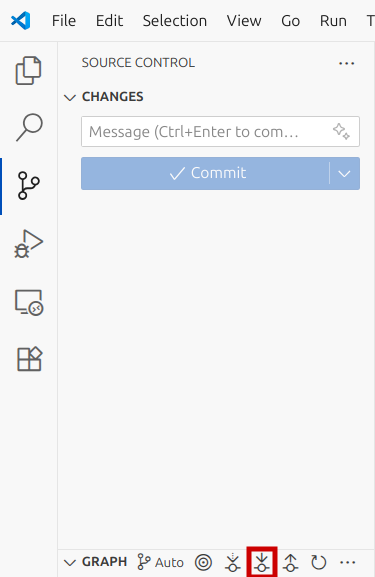 File Edit Selection View Go Run T
SOURCE CONTROL
CHANGES
Message (Ctrl+Enter to com...
Commit
GRAPH Auto